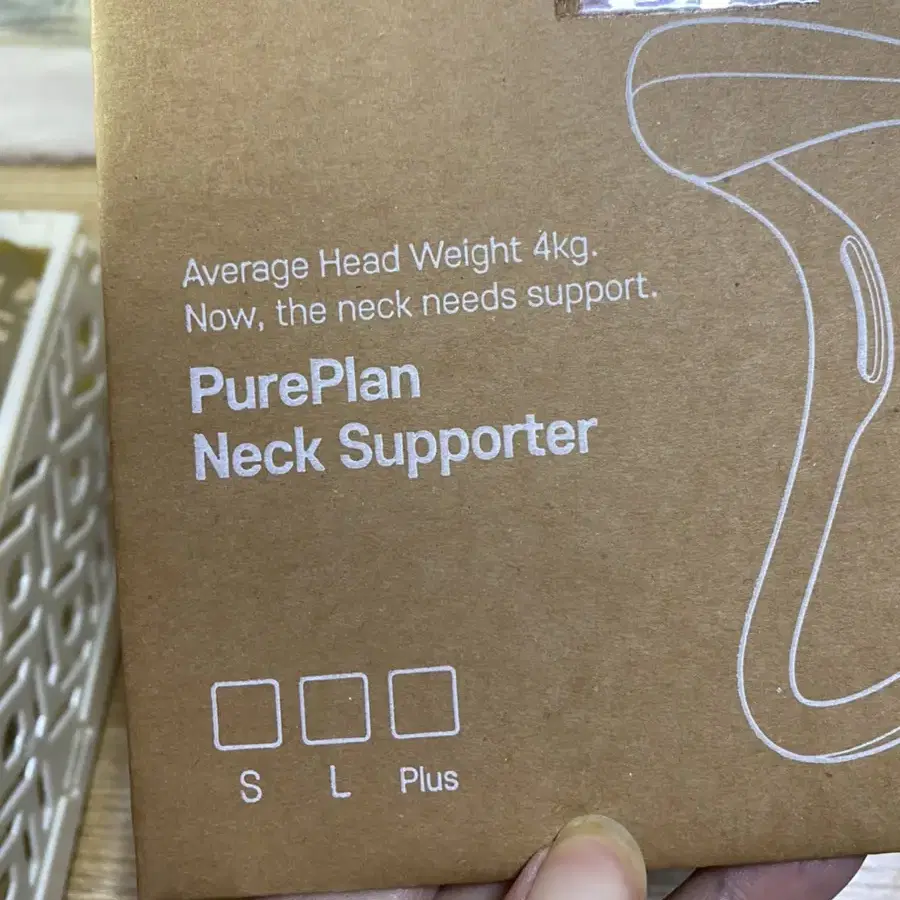 Average Head Weight 4kg.
Now, the neck needs support.
PurePlan
Neck Supporter
S L Plus